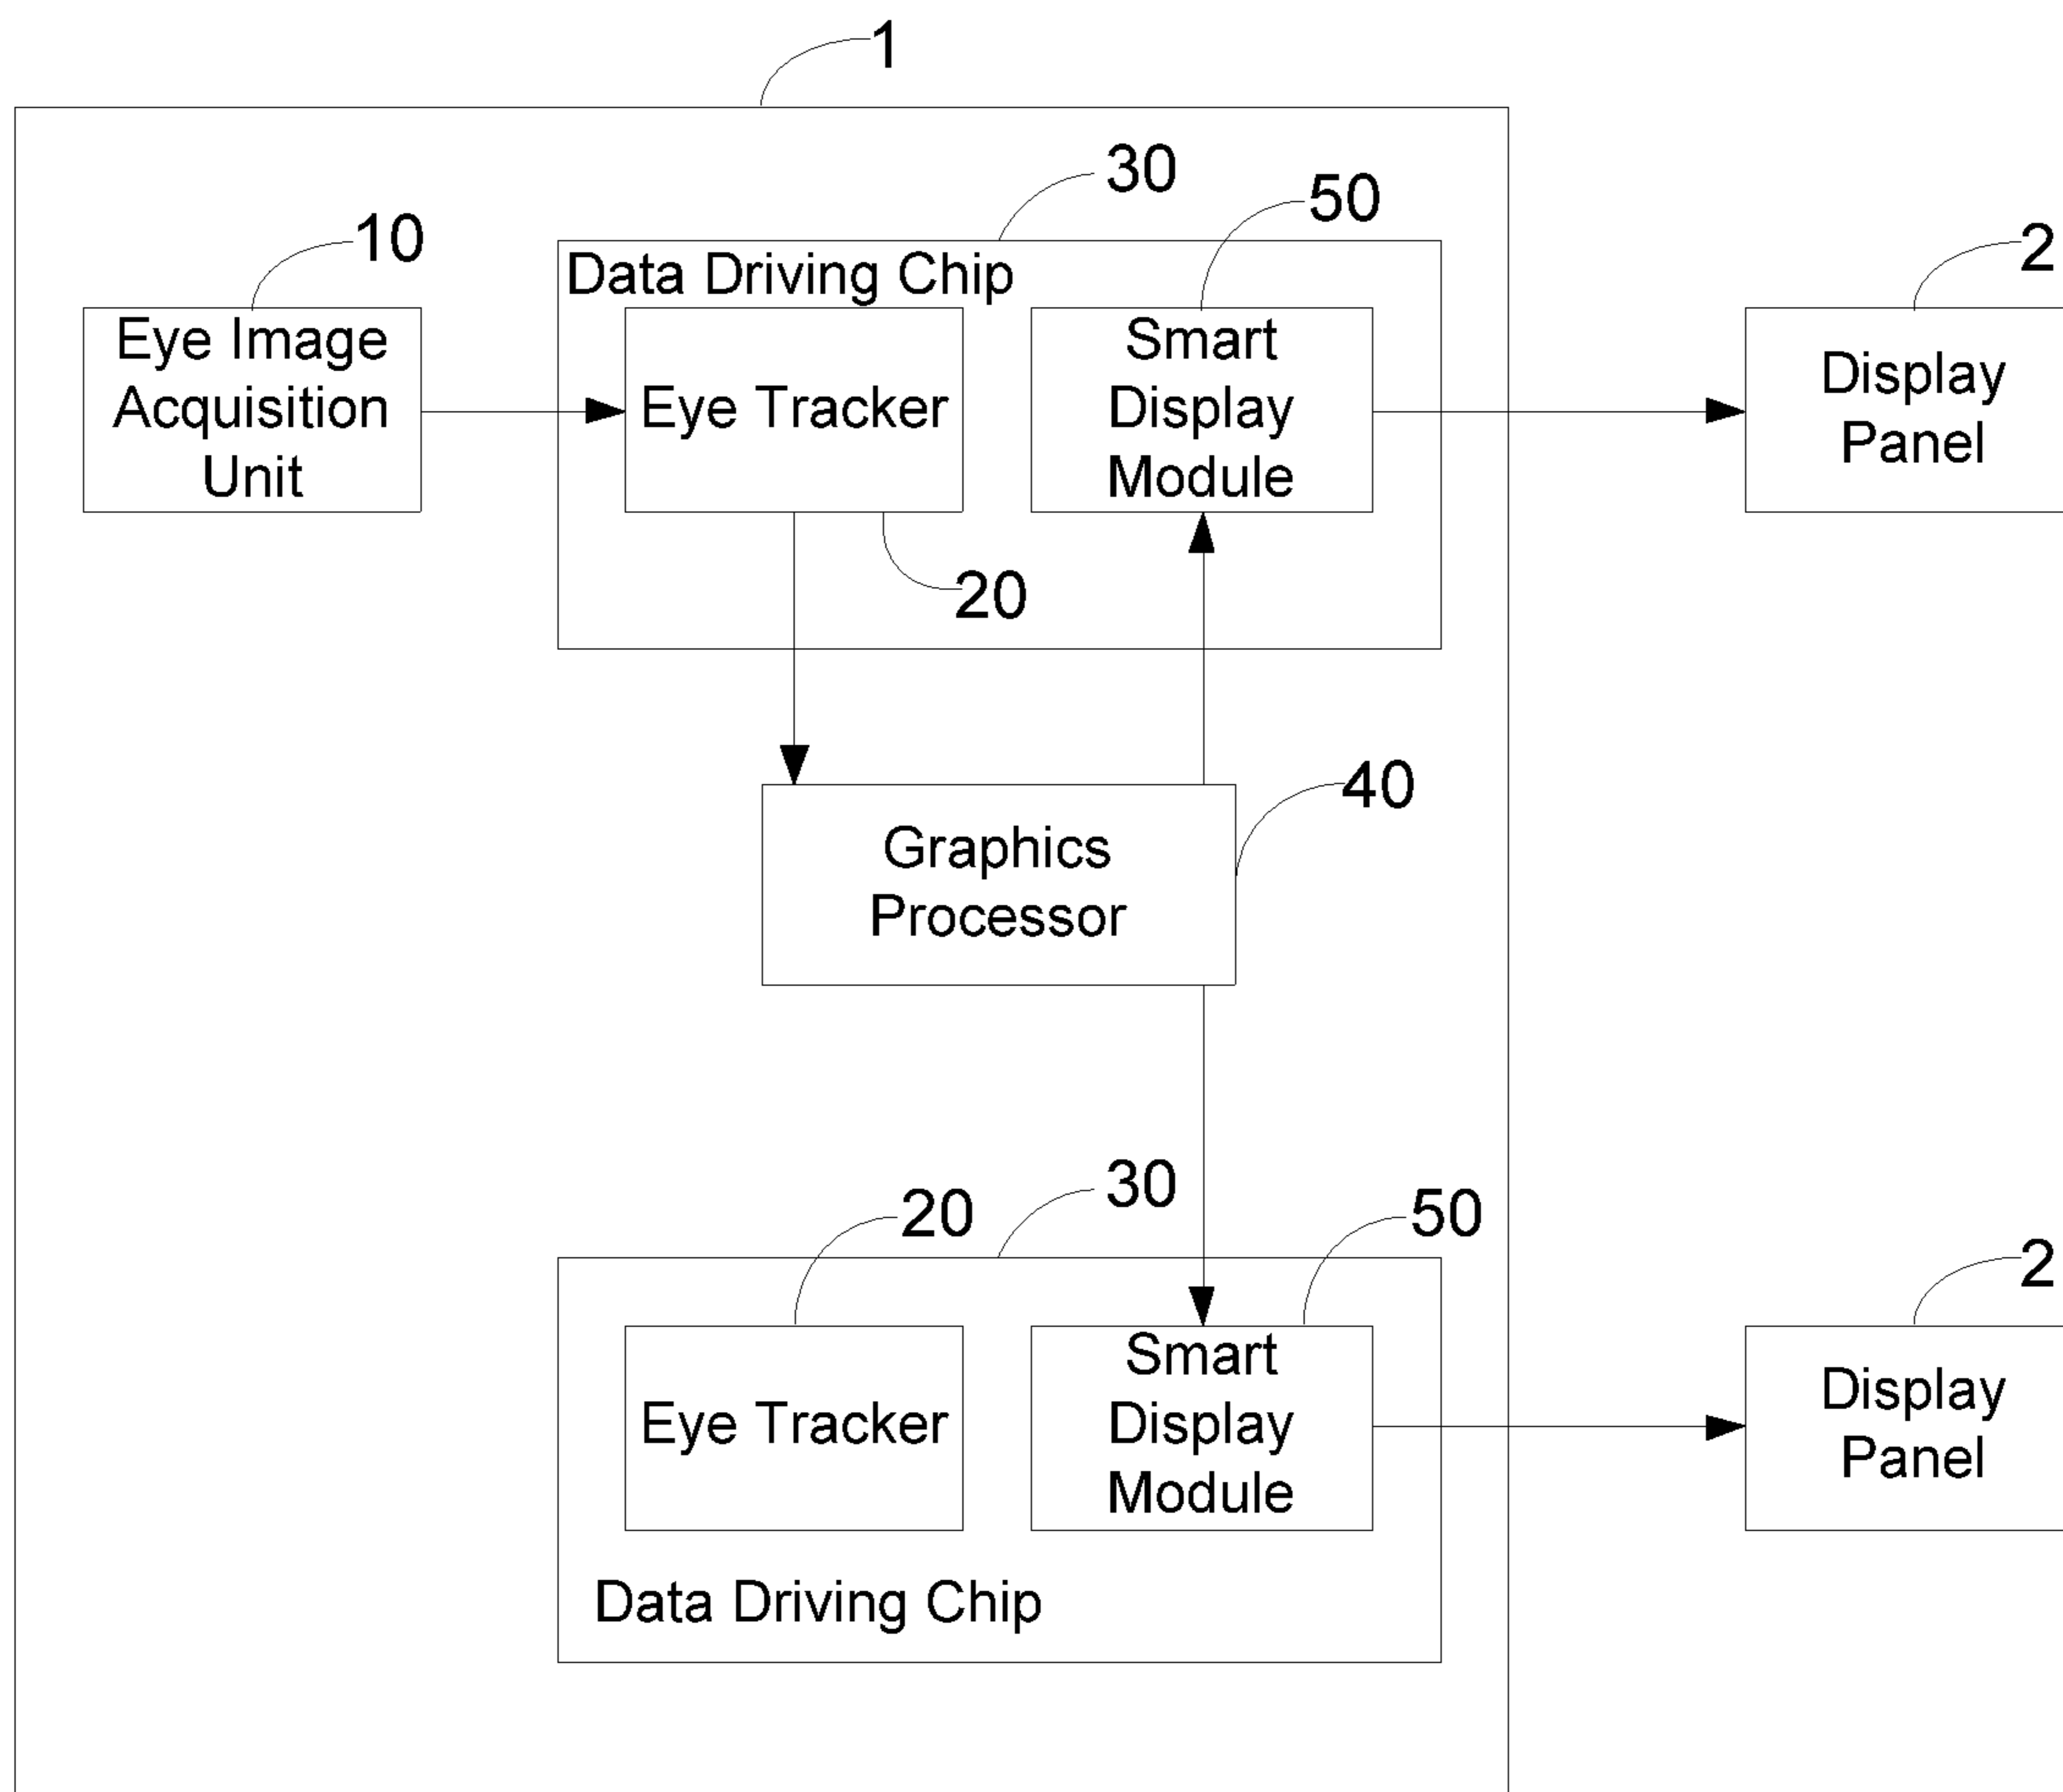 1
30
50
10
2
Data Driving Chip
Eye Image
Acquisition
Unit
Eye Tracker
Smart
Display
Module
Display
Panel
20
40
Graphics
Processor
30
20
50
2
Eye Tracker
Smart
Display
Module
Display
Panel
Data Driving Chip